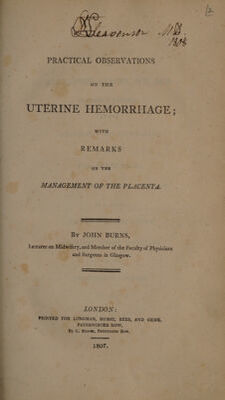 1808
PRACTICAL OBSERVATIONS
ON THE
UTERINE HEMORRHAGE;
WITH
REMARKS
ON THE
MANAGEMENT OF THE PLACENTA.
BY JOHN BURNS,
Lecturer on Midwifery, and Member of the Faculty of Physicians
and Surgeons in Glasgow.
LONDON:
PRINTED FOR LONGMAN, HURST, REES, AND ORME,
PATERNOSTER ROW,
1807.